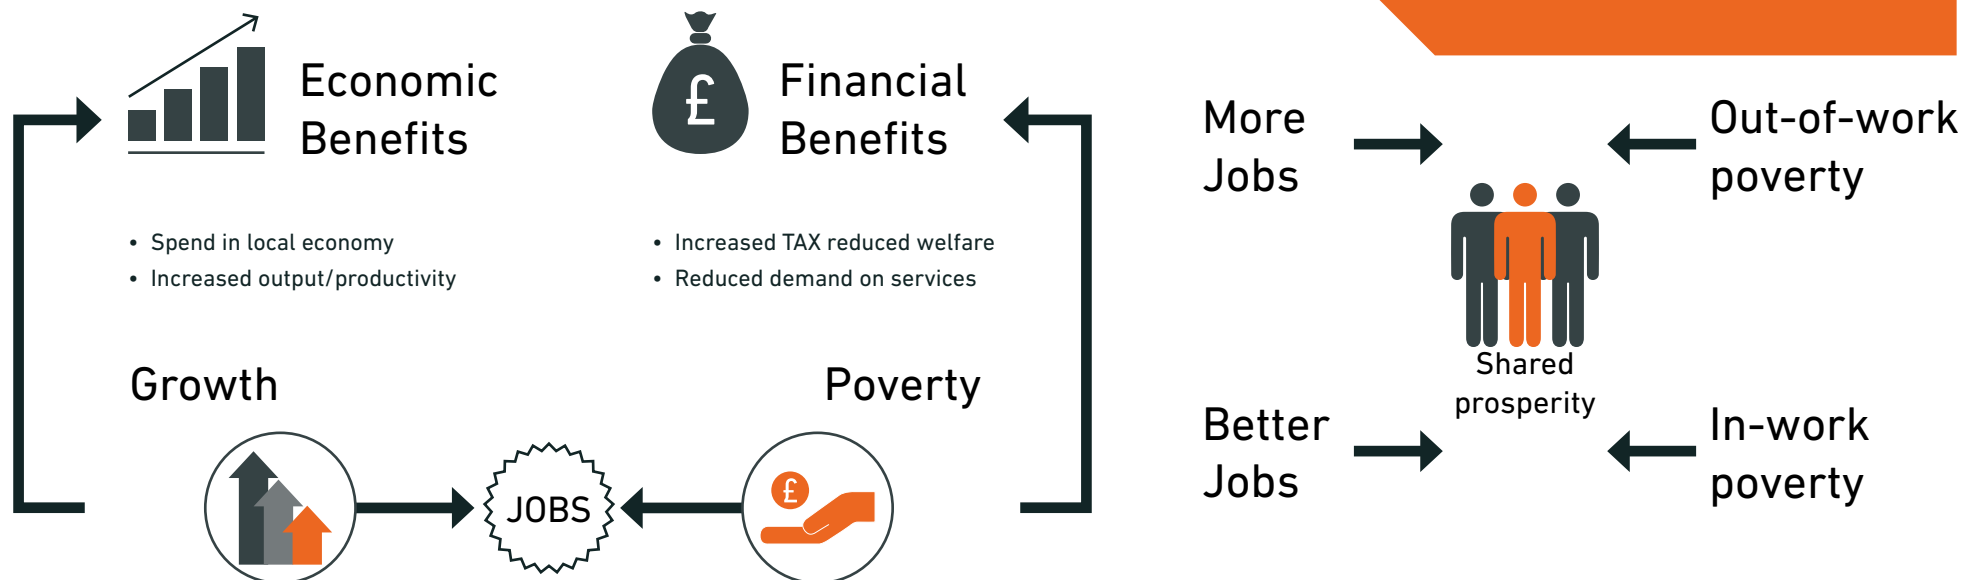 Economic
Benefits
£
Financial
Benefits
• Spend in local economy
• Increased output/productivity
• Increased TAX reduced welfare
• Reduced demand on services
Growth
Poverty
JOBS
£
More
Jobs
Out-of-work
poverty
Shared
prosperity
Better
Jobs
In-work
poverty